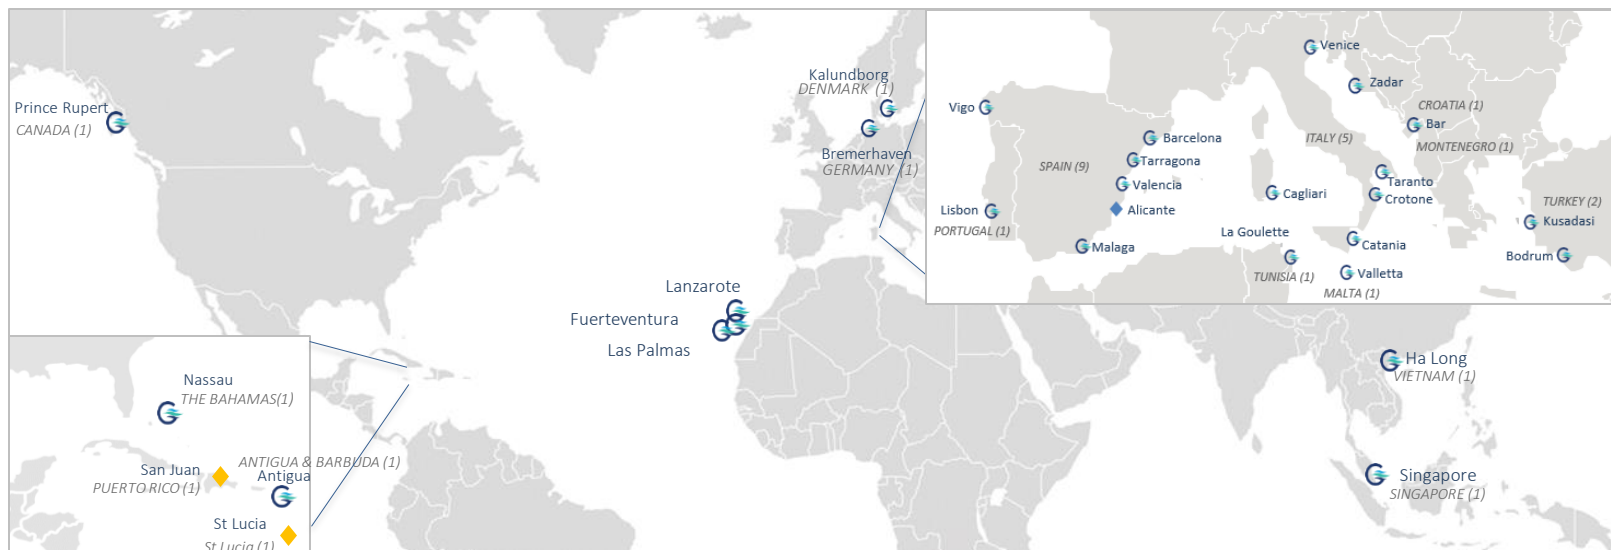 Prince Rupert
CANADA (1)
Kalundborg
DENMARK (1)
Bremerhaven
GERMANY (1)
Lanzarote
Fuerteventura
Las Palmas
Venice
Zadar
CROATIA (1)
Vigo
Bar
MONTENEGRO (1)
ITALY (5)
Barcelona
Tarragona
SPAIN (9)
Valencia
Taranto
Cagliari
Crotone
TURKEY (2)
Lisbon
Alicante
PORTUGAL (1)
Kusadasi
La Goulette
Malaga
Catania
Bodrum
TUNISIA (1)
Valletta
MALTA (1)
Nassau
THE BAHAMAS(1)
ANTIGUA & BARBUDA (1)
San Juan
Antigua
PUERTO RICO (1)
St Lucia
St Lucia (1)
Ha Long
VIETNAM (1)
Singapore
SINGAPORE (1)